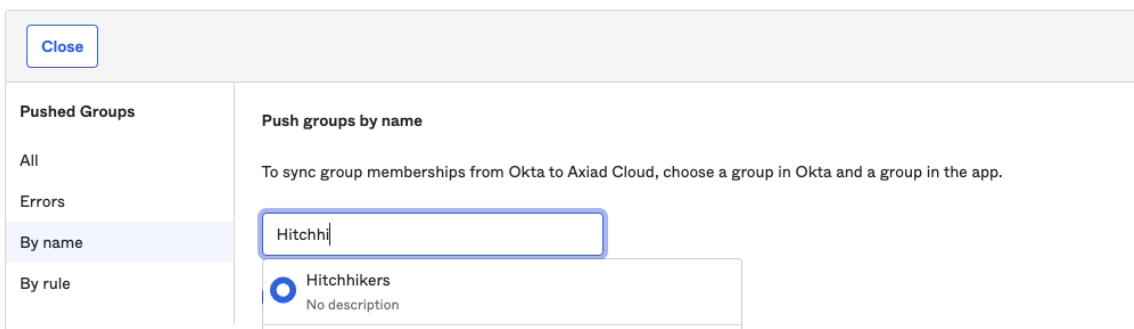 Close
Pushed Groups
All
Errors
By name
By rule
Push groups by name
To sync group memberships from Okta to Axiad Cloud, choose a group in Okta and a group in the app.
Hitchhi
Hitchhikers
No description